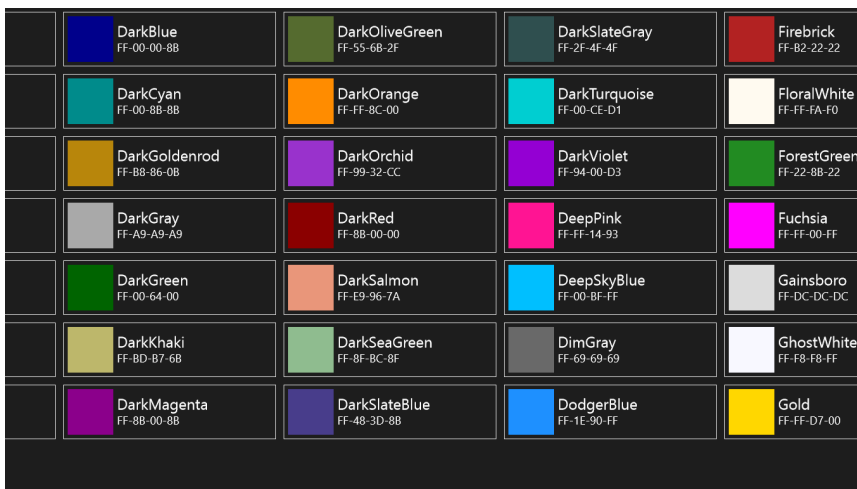 DarkBlue
FF-00-00-8B
DarkCyan
FF-00-8B-8B
DarkGoldenrod
FF-B8-86-0B
DarkGray
FF-A9-A9-A9
DarkGreen
FF-00-64-00
DarkKhaki
FF-BD-B7-6B
DarkMagenta
FF-8B-00-8B
DarkOliveGreen
FF-55-6B-2F
DarkOrange
FF-FF-8C-00
DarkOrchid
FF-99-32-CC
DarkRed
FF-8B-00-00
DarkSalmon
FF-E9-96-7A
DarkSeaGreen
FF-8F-BC-8F
DarkSlateBlue
FF-48-3D-8B
DarkSlateGray
FF-2F-4F-4F
DarkTurquoise
FF-00-CE-D1
DarkViolet
FF-94-00-D3
DeepPink
FF-FF-14-93
DeepSkyBlue
FF-00-BF-FF
DimGray
FF-69-69-69
DodgerBlue
FF-1E-90-FF
Firebrick
FF-B2-22-22
FloralWhite
FF-FF-FA-F0
ForestGreen
FF-22-8B-22
Fuchsia
FF-FF-00-FF
Gainsboro
FF-DC-DC-DC
GhostWhite
FF-F8-F8-FF
Gold
FF-FF-D7-00